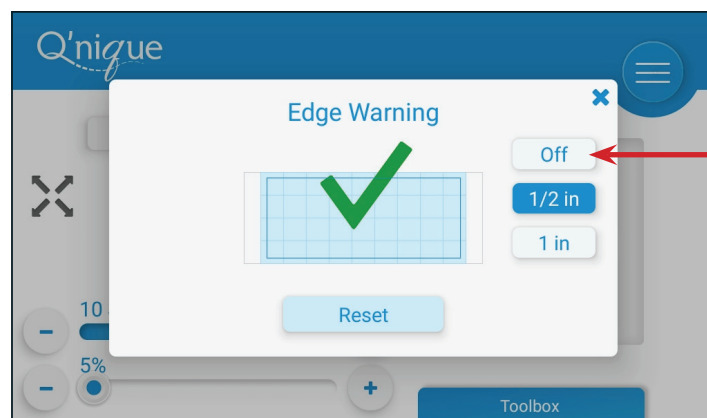 Q'nique
Edge Warning
Off
1/2 in
1 in
Reset
10
5%
Toolbox